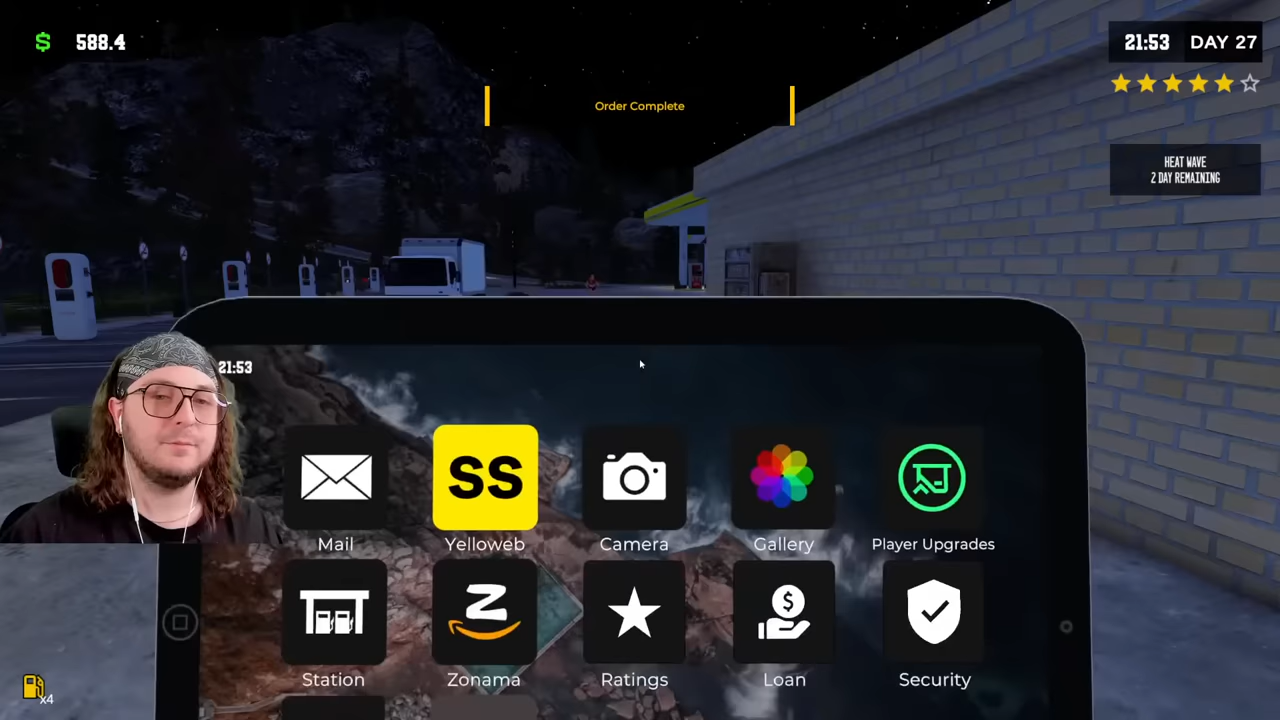 $ 588.4
21:53 DAY 27
Order Complete
HEAT WAVE
2 DAY REMAINING
21:53
SS
Mail
Yelloweb
Camera
Gallery
Player Upgrades
Z
$
Station
Zonama
Ratings
Loan
Security
x4